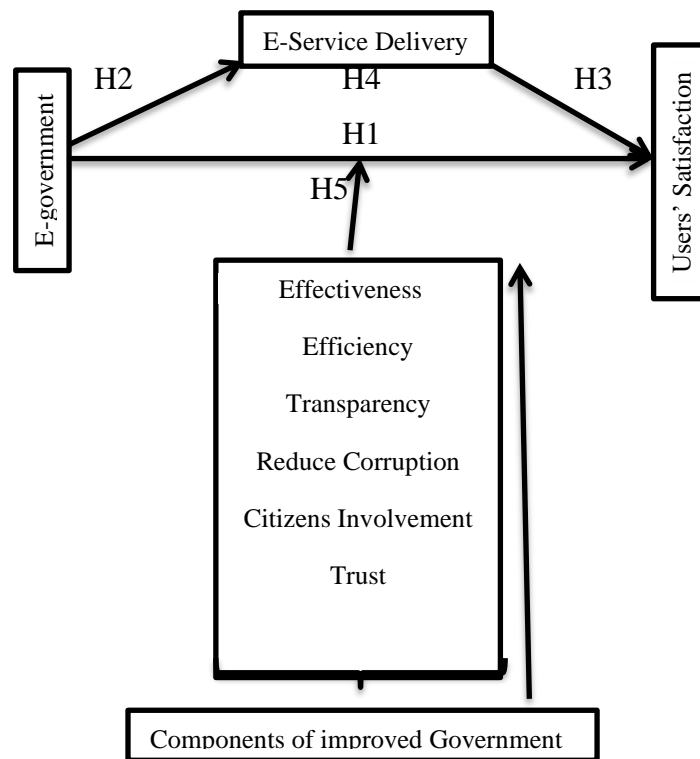 E-Service Delivery
H2
H4
H3
E-government
H1
Users' Satisfaction
H5
Effectiveness
Efficiency
Transparency
Reduce Corruption
Citizens Involvement
Trust
Components of improved Government